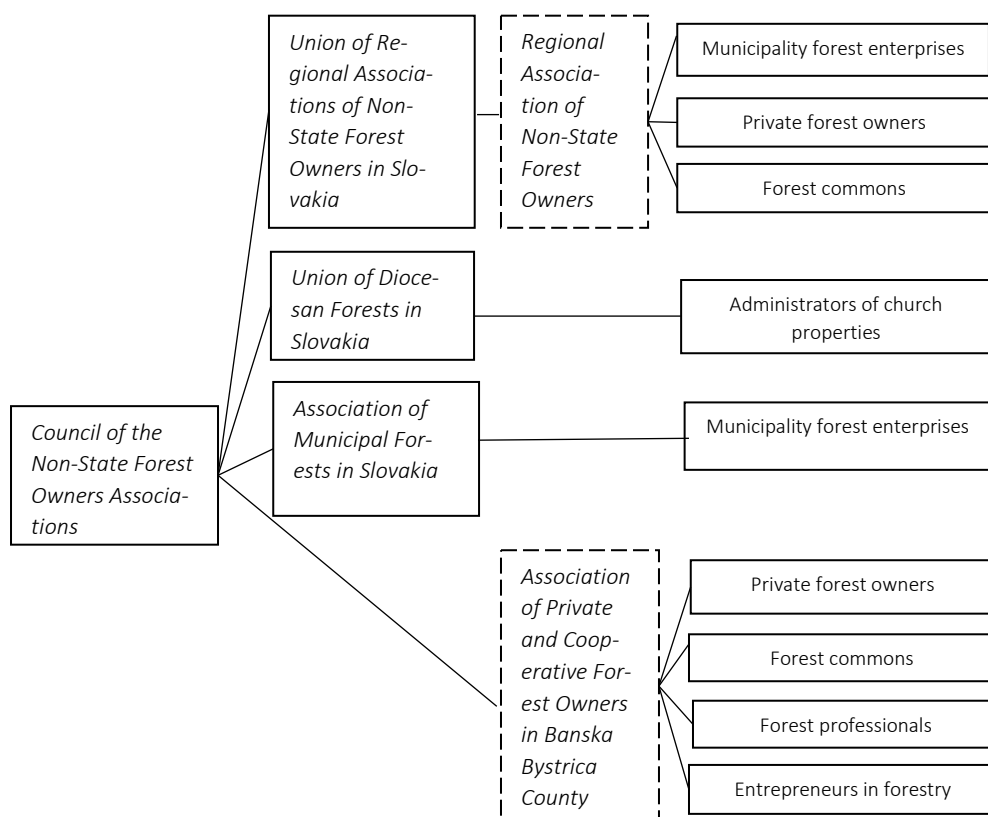 Union of Re-
gional Associa-
tions of Non-
State Forest
Owners in Slo-
vakia
Regional
Associa-
tion of
Non-State
Forest
Owners
Municipality forest enterprises
Private forest owners
Forest commons
Union of Dioce-
san Forests in
Slovakia
Administrators of church
properties
Council of the
Non-State Forest
Owners Associa-
tions
Association of
Municipal For-
ests in Slovakia
Municipality forest enterprises
Association
of Private
and Coop-
erative For-
est Owners
in Banska
Bystrica
County
Private forest owners
Forest commons
Forest professionals
Entrepreneurs in forestry